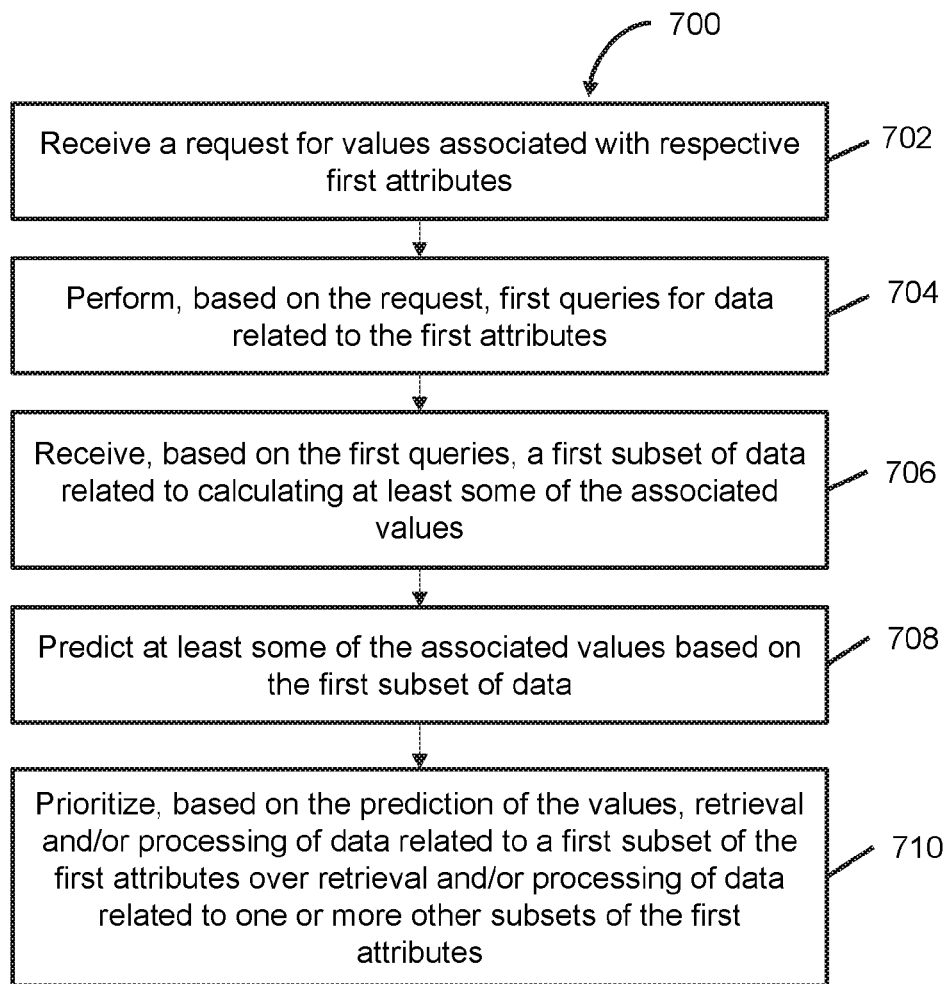 700
Receive a request for values associated with respective
first attributes
702
Perform, based on the request, first queries for data
related to the first attributes
704
Receive, based on the first queries, a first subset of data
related to calculating at least some of the associated
values
706
Predict at least some of the associated values based on
the first subset of data
708
Prioritize, based on the prediction of the values, retrieval
and/or processing of data related to a first subset of the
first attributes over retrieval and/or processing of data
related to one or more other subsets of the first
attributes
710